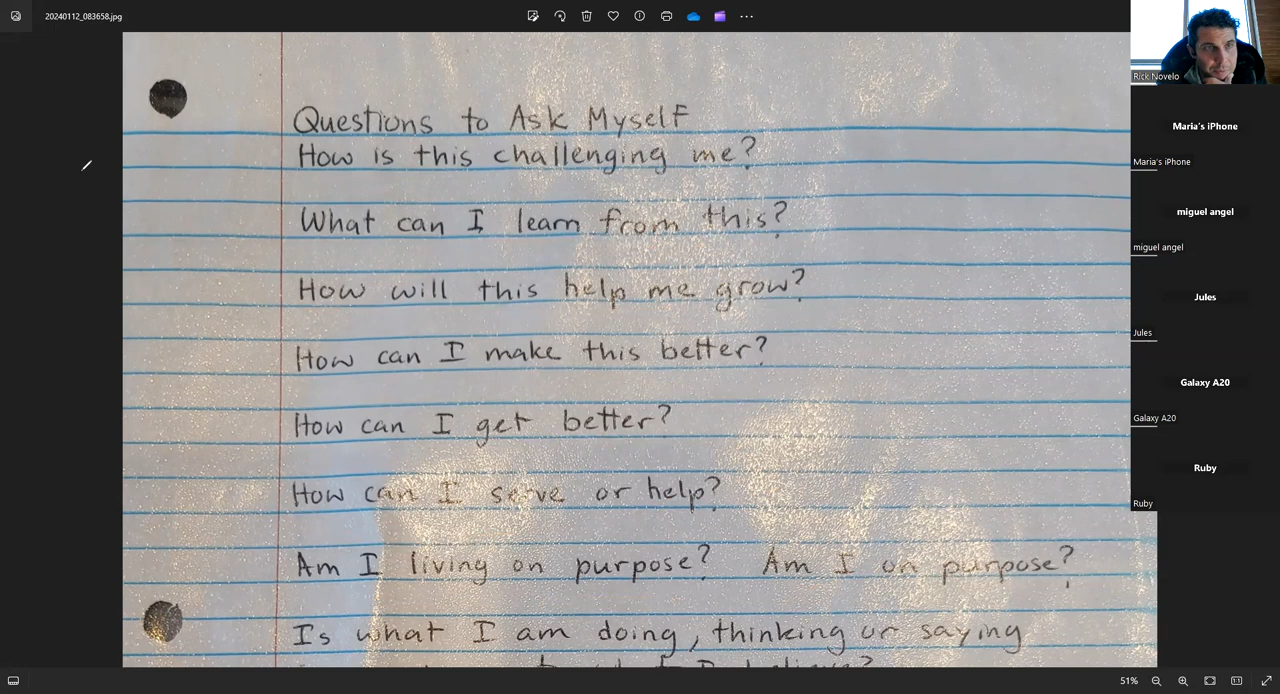 20240112_083658.jpg
Questions to Ask Myself
How is this challenging me?
What can I learn from this?
How will this help me grow?
How can I make this better?
How can I get better?
How can I serve or help?
Am I living on purpose? Am I on purpose?
Is what I am doing, thinking or saying
I believe?
Rick Novelo
Maria's iPhone
Maria's iPhone
miguel angel
miguel angel
Jules
Jules
Galaxy A20
Galaxy A20
Ruby
Ruby
51%
1:1